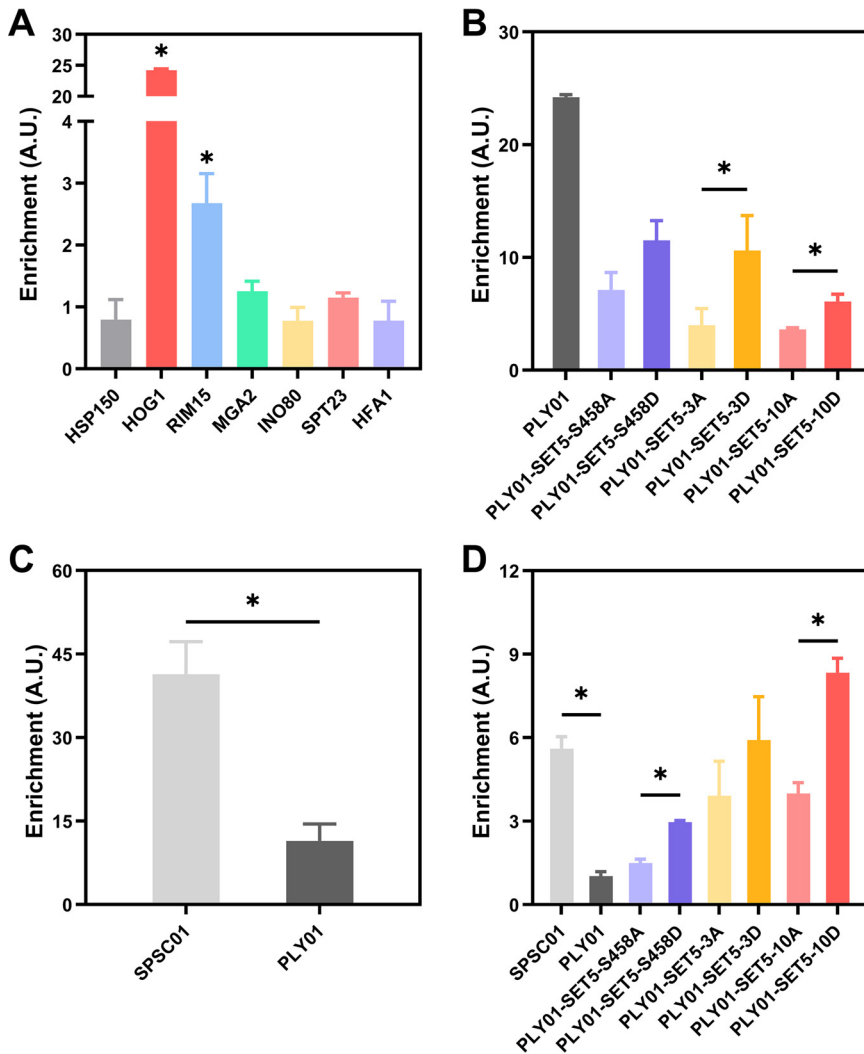 A
Enrichment (A.U.)
30
25
20
4
3
2
1
0
*
*
HSP150
HOG1
RIM15
MGA2
INO80
SPT23
HFA1
B
Enrichment (A.U.)
30
20
10
0
*
*
PLY01
PLY01-SET5-S458A
PLY01-SET5-S458D
PLY01-SET5-3A
PLY01-SET5-3D
PLY01-SET5-10A
PLY01-SET5-10D
C
Enrichment (A.U.)
60
45
30
15
0
*
SPSC01
PLY01
D
Enrichment (A.U.)
12
9
6
3
0
*
*
*
SPSC01
PLY01
PLY01-SET5-S458A
PLY01-SET5-S458D
PLY01-SET5-3A
PLY01-SET5-3D
PLY01-SET5-10A
PLY01-SET5-10D